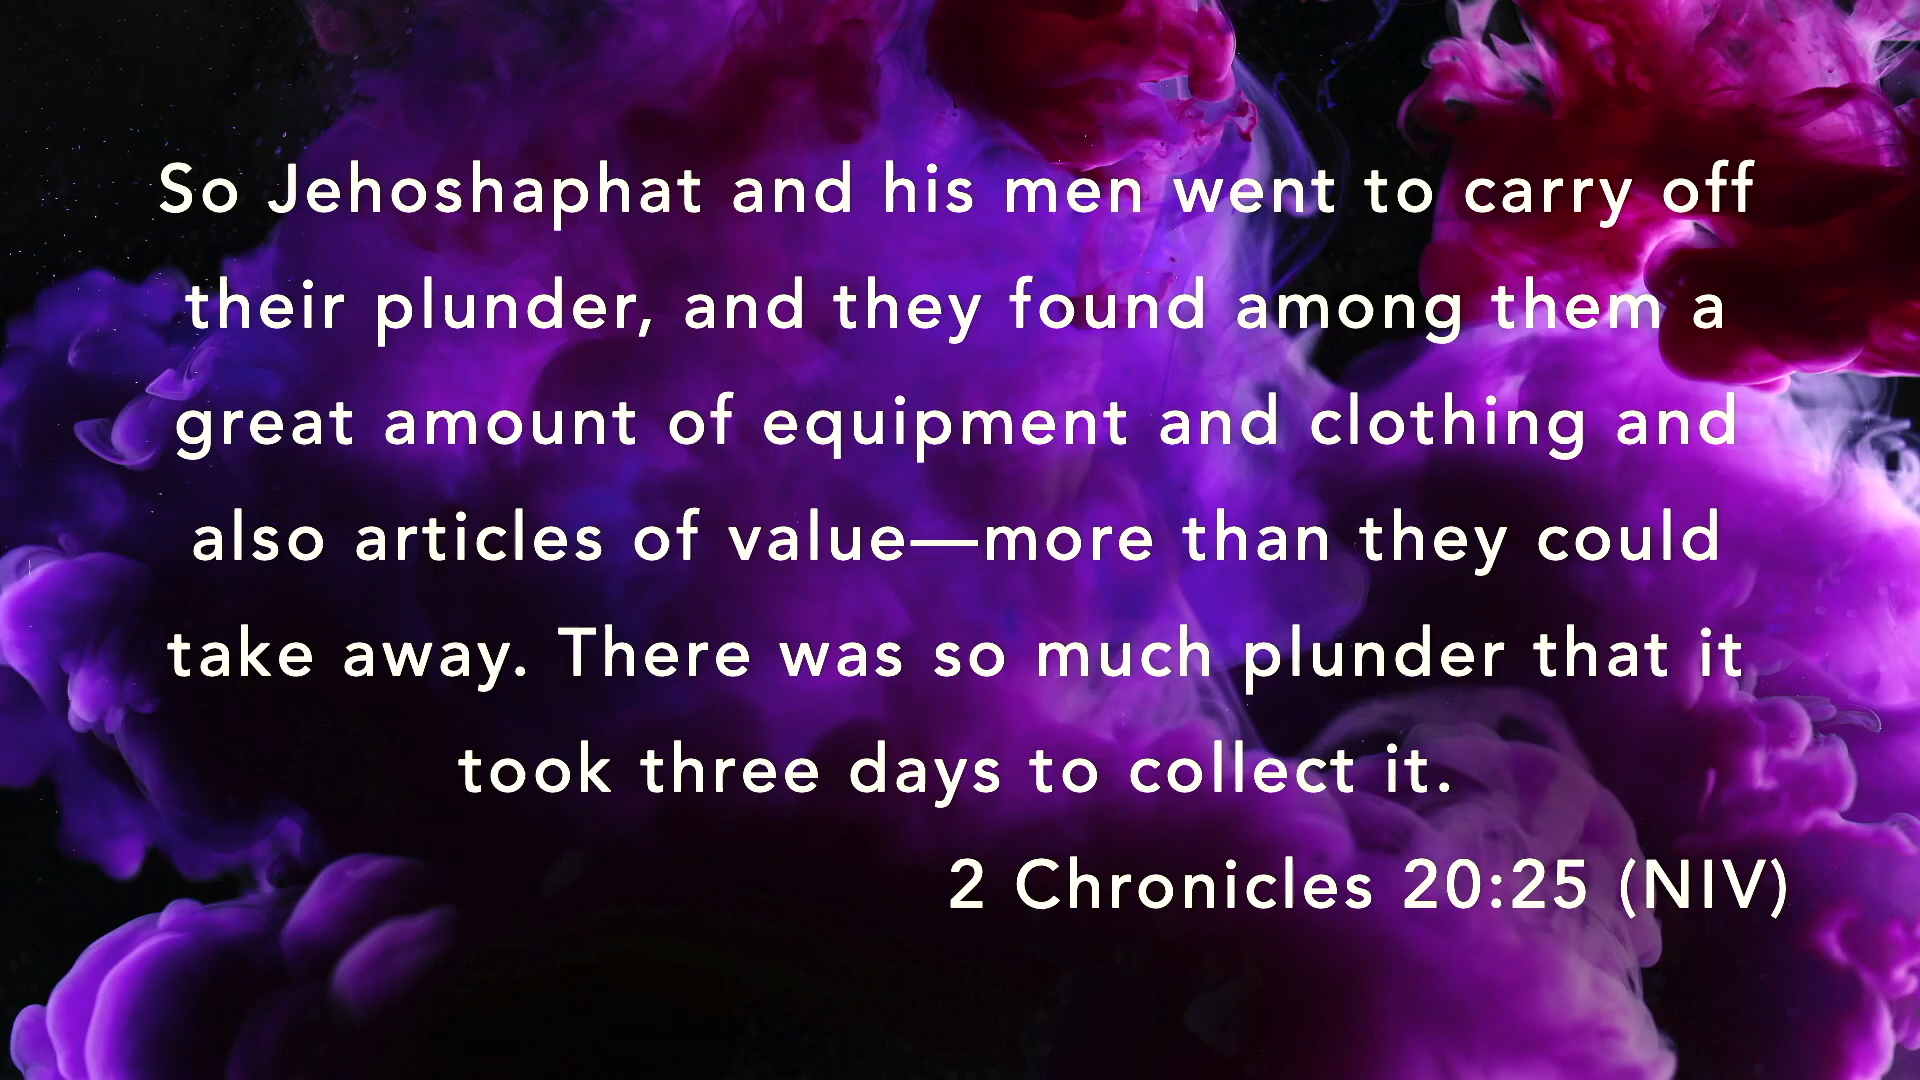 So Jehoshaphat and his men went to carry off
their plunder, and they found among them a
great amount of equipment and clothing and
also articles of value—more than they could
take away. There was so much plunder that it
took three days to collect it.
2 Chronicles 20:25 (NIV)